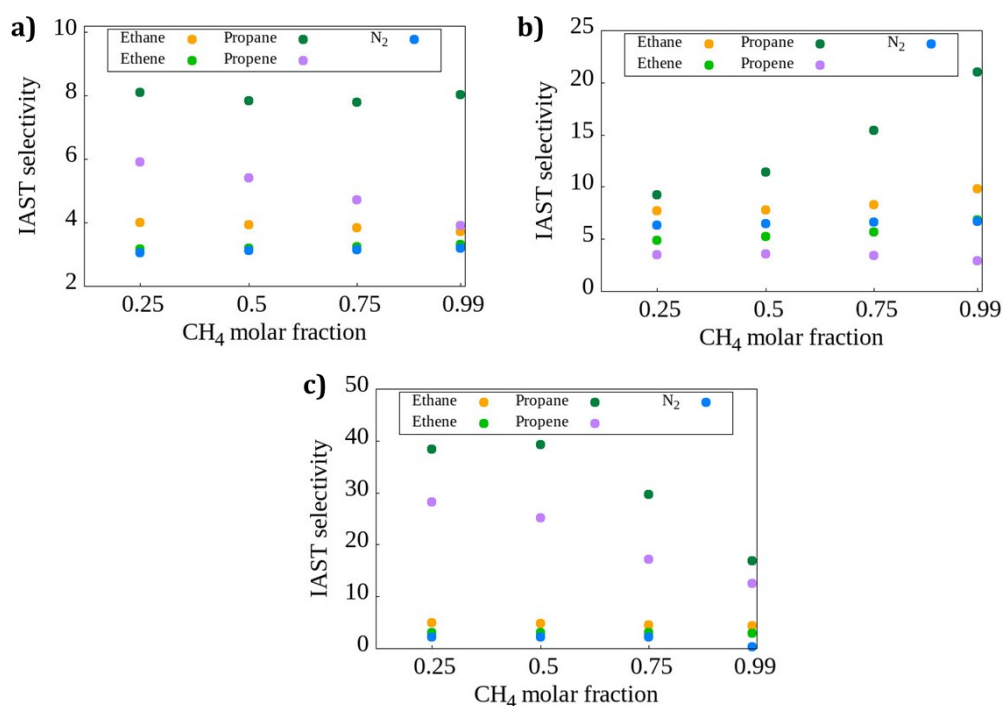 a)
10
8
6
4
2
IAST selectivity
Ethane Propane N₂
Ethene Propene
0.25 0.5 0.75 0.99
CH₄ molar fraction
b)
25
20
15
10
5
0
IAST selectivity
Ethane Propane N₂
Ethene Propene
0.25 0.5 0.75 0.99
CH₄ molar fraction
c)
50
40
30
20
10
0
IAST selectivity
Ethane Propane N₂
Ethene Propene
0.25 0.5 0.75 0.99
CH₄ molar fraction